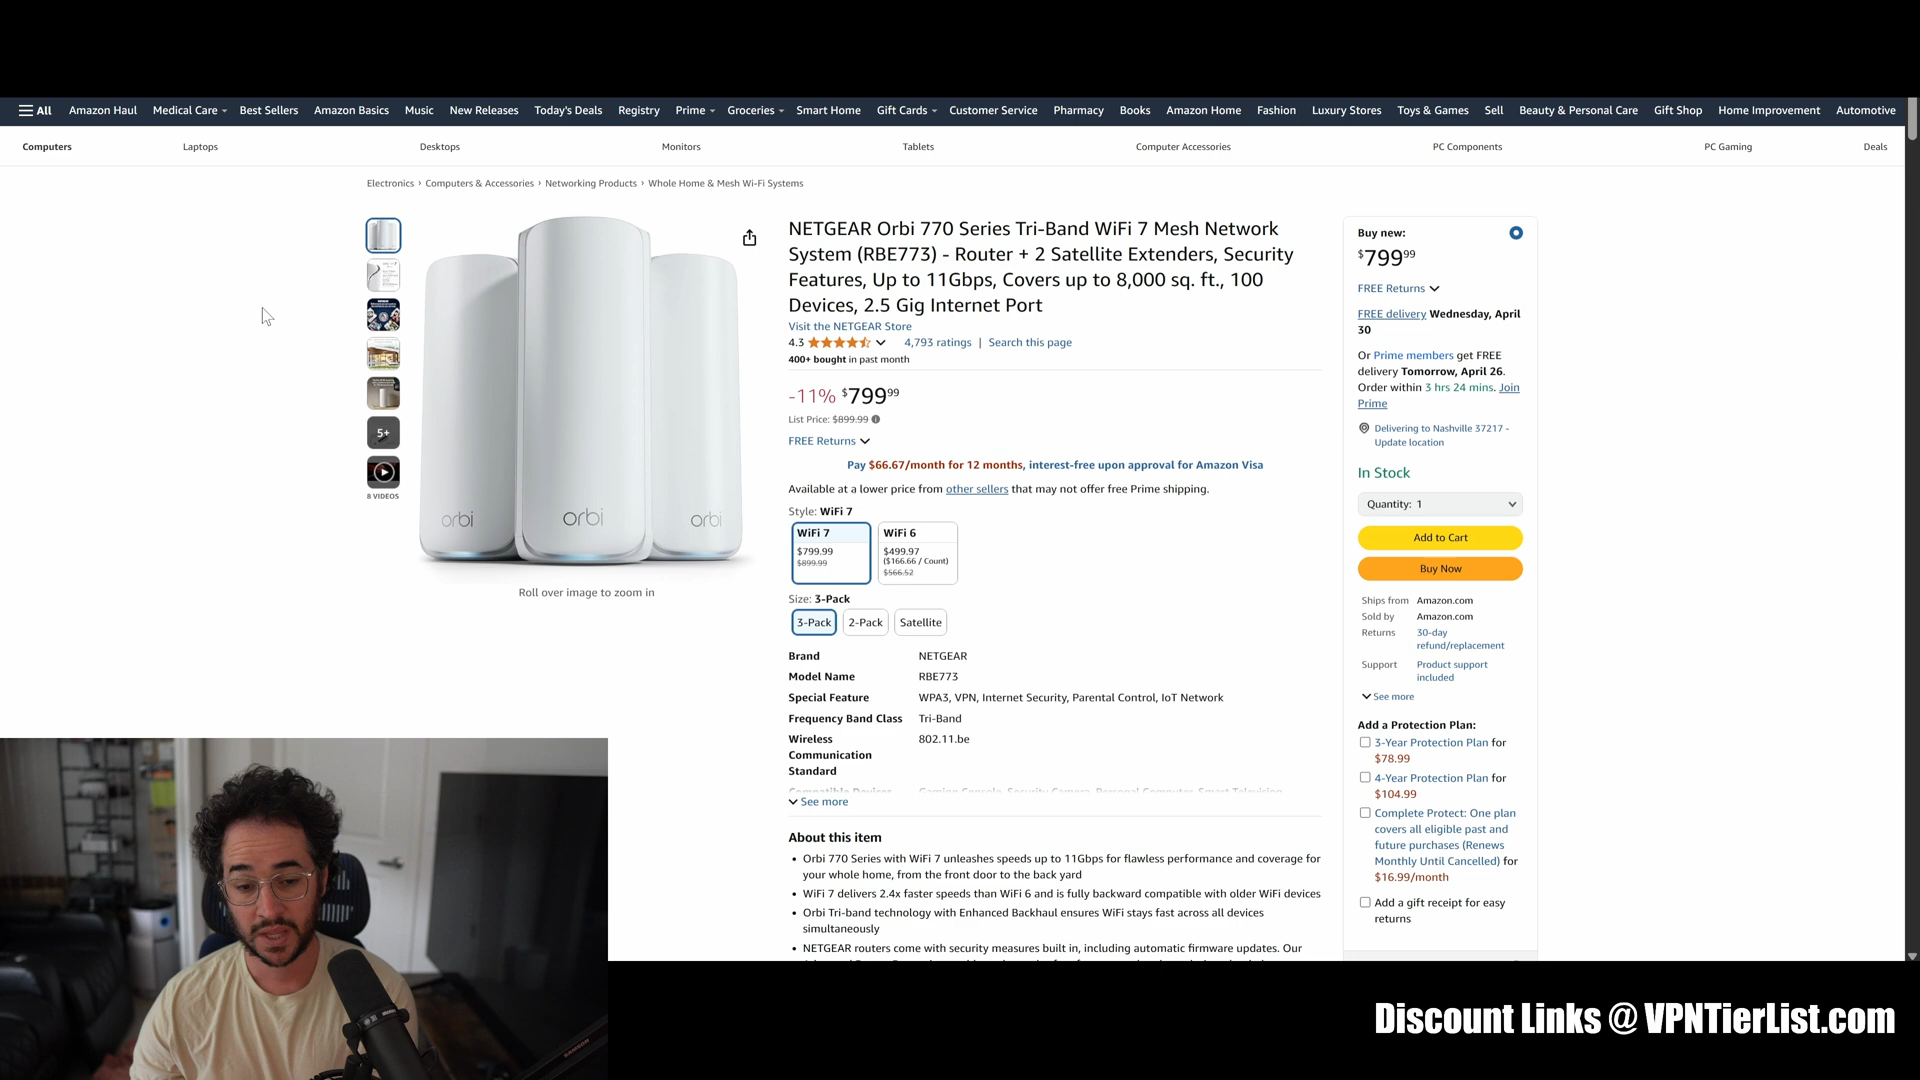 All Amazon Haul Medical Care Best Sellers Amazon Basics Music New Releases Today's Deals Registry Prime Groceries Smart Home Gift Cards Customer Service Pharmacy Books Amazon Home Fashion Luxury Stores Toys & Games Sell Beauty & Personal Care Gift Shop Home Improvement Automotive
Computers Laptops Desktops Monitors Tablets Computer Accessories PC Components PC Gaming Deals
Electronics › Computers & Accessories › Networking Products › Whole Home & Mesh Wi-Fi Systems
5+
8 VIDEOS
orbi orbi orbi
Roll over image to zoom in
NETGEAR Orbi 770 Series Tri-Band WiFi 7 Mesh Network
System (RBE773) - Router + 2 Satellite Extenders, Security
Features, Up to 11Gbps, Covers up to 8,000 sq. ft., 100
Devices, 2.5 Gig Internet Port
Visit the NETGEAR Store
4.3 4,793 ratings | Search this page
400+ bought in past month
-11% $799 99
List Price: $899.99
FREE Returns
Pay $66.67/month for 12 months, interest-free upon approval for Amazon Visa
Available at a lower price from other sellers that may not offer free Prime shipping.
Style: WiFi 7
WiFi 7
$799.99
$899.99
WiFi 6
$499.97
($166.66 / Count)
$566.52
Size: 3-Pack
3-Pack 2-Pack Satellite
Brand NETGEAR
Model Name RBE773
Special Feature WPA3, VPN, Internet Security, Parental Control, IoT Network
Frequency Band Class Tri-Band
Wireless 802.11.be
Communication
Standard
Compatible Devices Gaming Console, Security Camera, Personal Computer, Smart Television
See more
About this item
• Orbi 770 Series with WiFi 7 unleashes speeds up to 11Gbps for flawless performance and coverage for
your whole home, from the front door to the back yard
• WiFi 7 delivers 2.4x faster speeds than WiFi 6 and is fully backward compatible with older WiFi devices
• Orbi Tri-band technology with Enhanced Backhaul ensures WiFi stays fast across all devices
simultaneously
• NETGEAR routers come with security measures built in, including automatic firmware updates. Our
Buy new:
$799 99
FREE Returns
FREE delivery Wednesday, April
30
Or Prime members get FREE
delivery Tomorrow, April 26.
Order within 3 hrs 24 mins. Join
Prime
Delivering to Nashville 37217 -
Update location
In Stock
Quantity: 1
Add to Cart
Buy Now
Ships from Amazon.com
Sold by Amazon.com
Returns 30-day
refund/replacement
Support Product support
included
See more
Add a Protection Plan:
3-Year Protection Plan for
$78.99
4-Year Protection Plan for
$104.99
Complete Protect: One plan
covers all eligible past and
future purchases (Renews
Monthly Until Cancelled) for
$16.99/month
Add a gift receipt for easy
returns
SAMSON
Discount Links @ VPNTierList.com